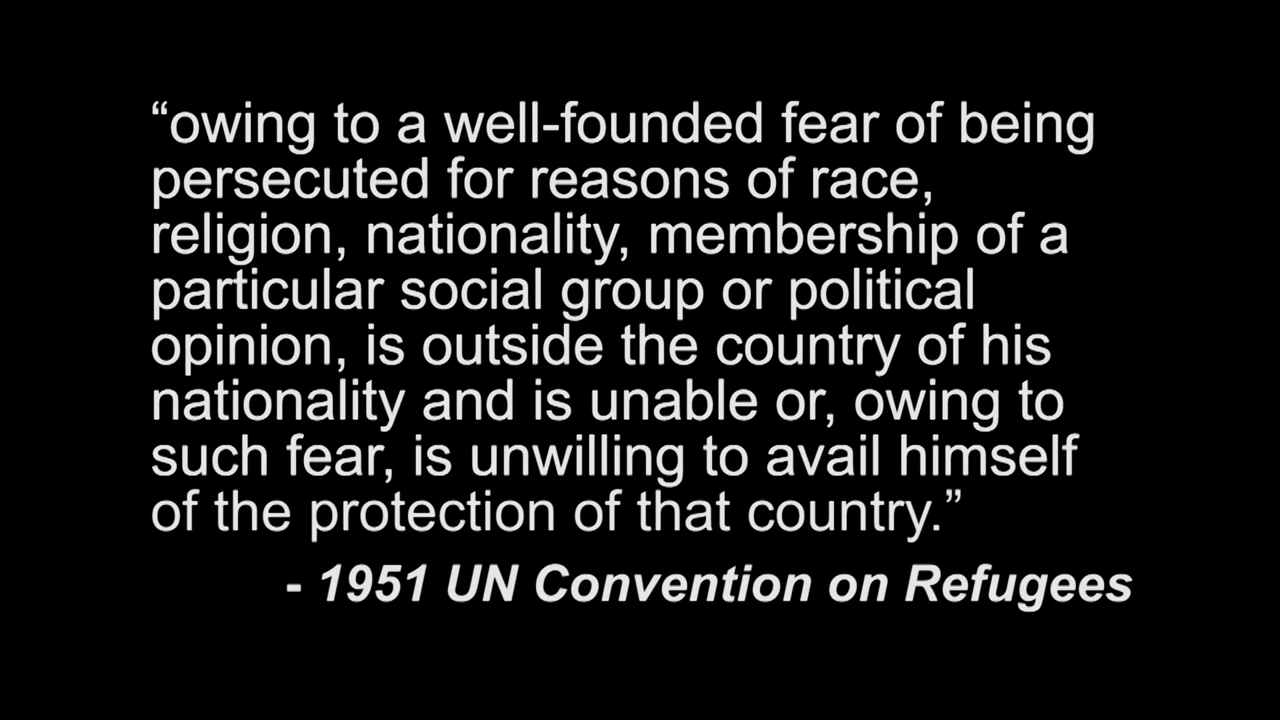 “owing to a well-founded fear of being
persecuted for reasons of race,
religion, nationality, membership of a
particular social group or political
opinion, is outside the country of his
nationality and is unable or, owing to
such fear, is unwilling to avail himself
of the protection of that country.”
- 1951 UN Convention on Refugees